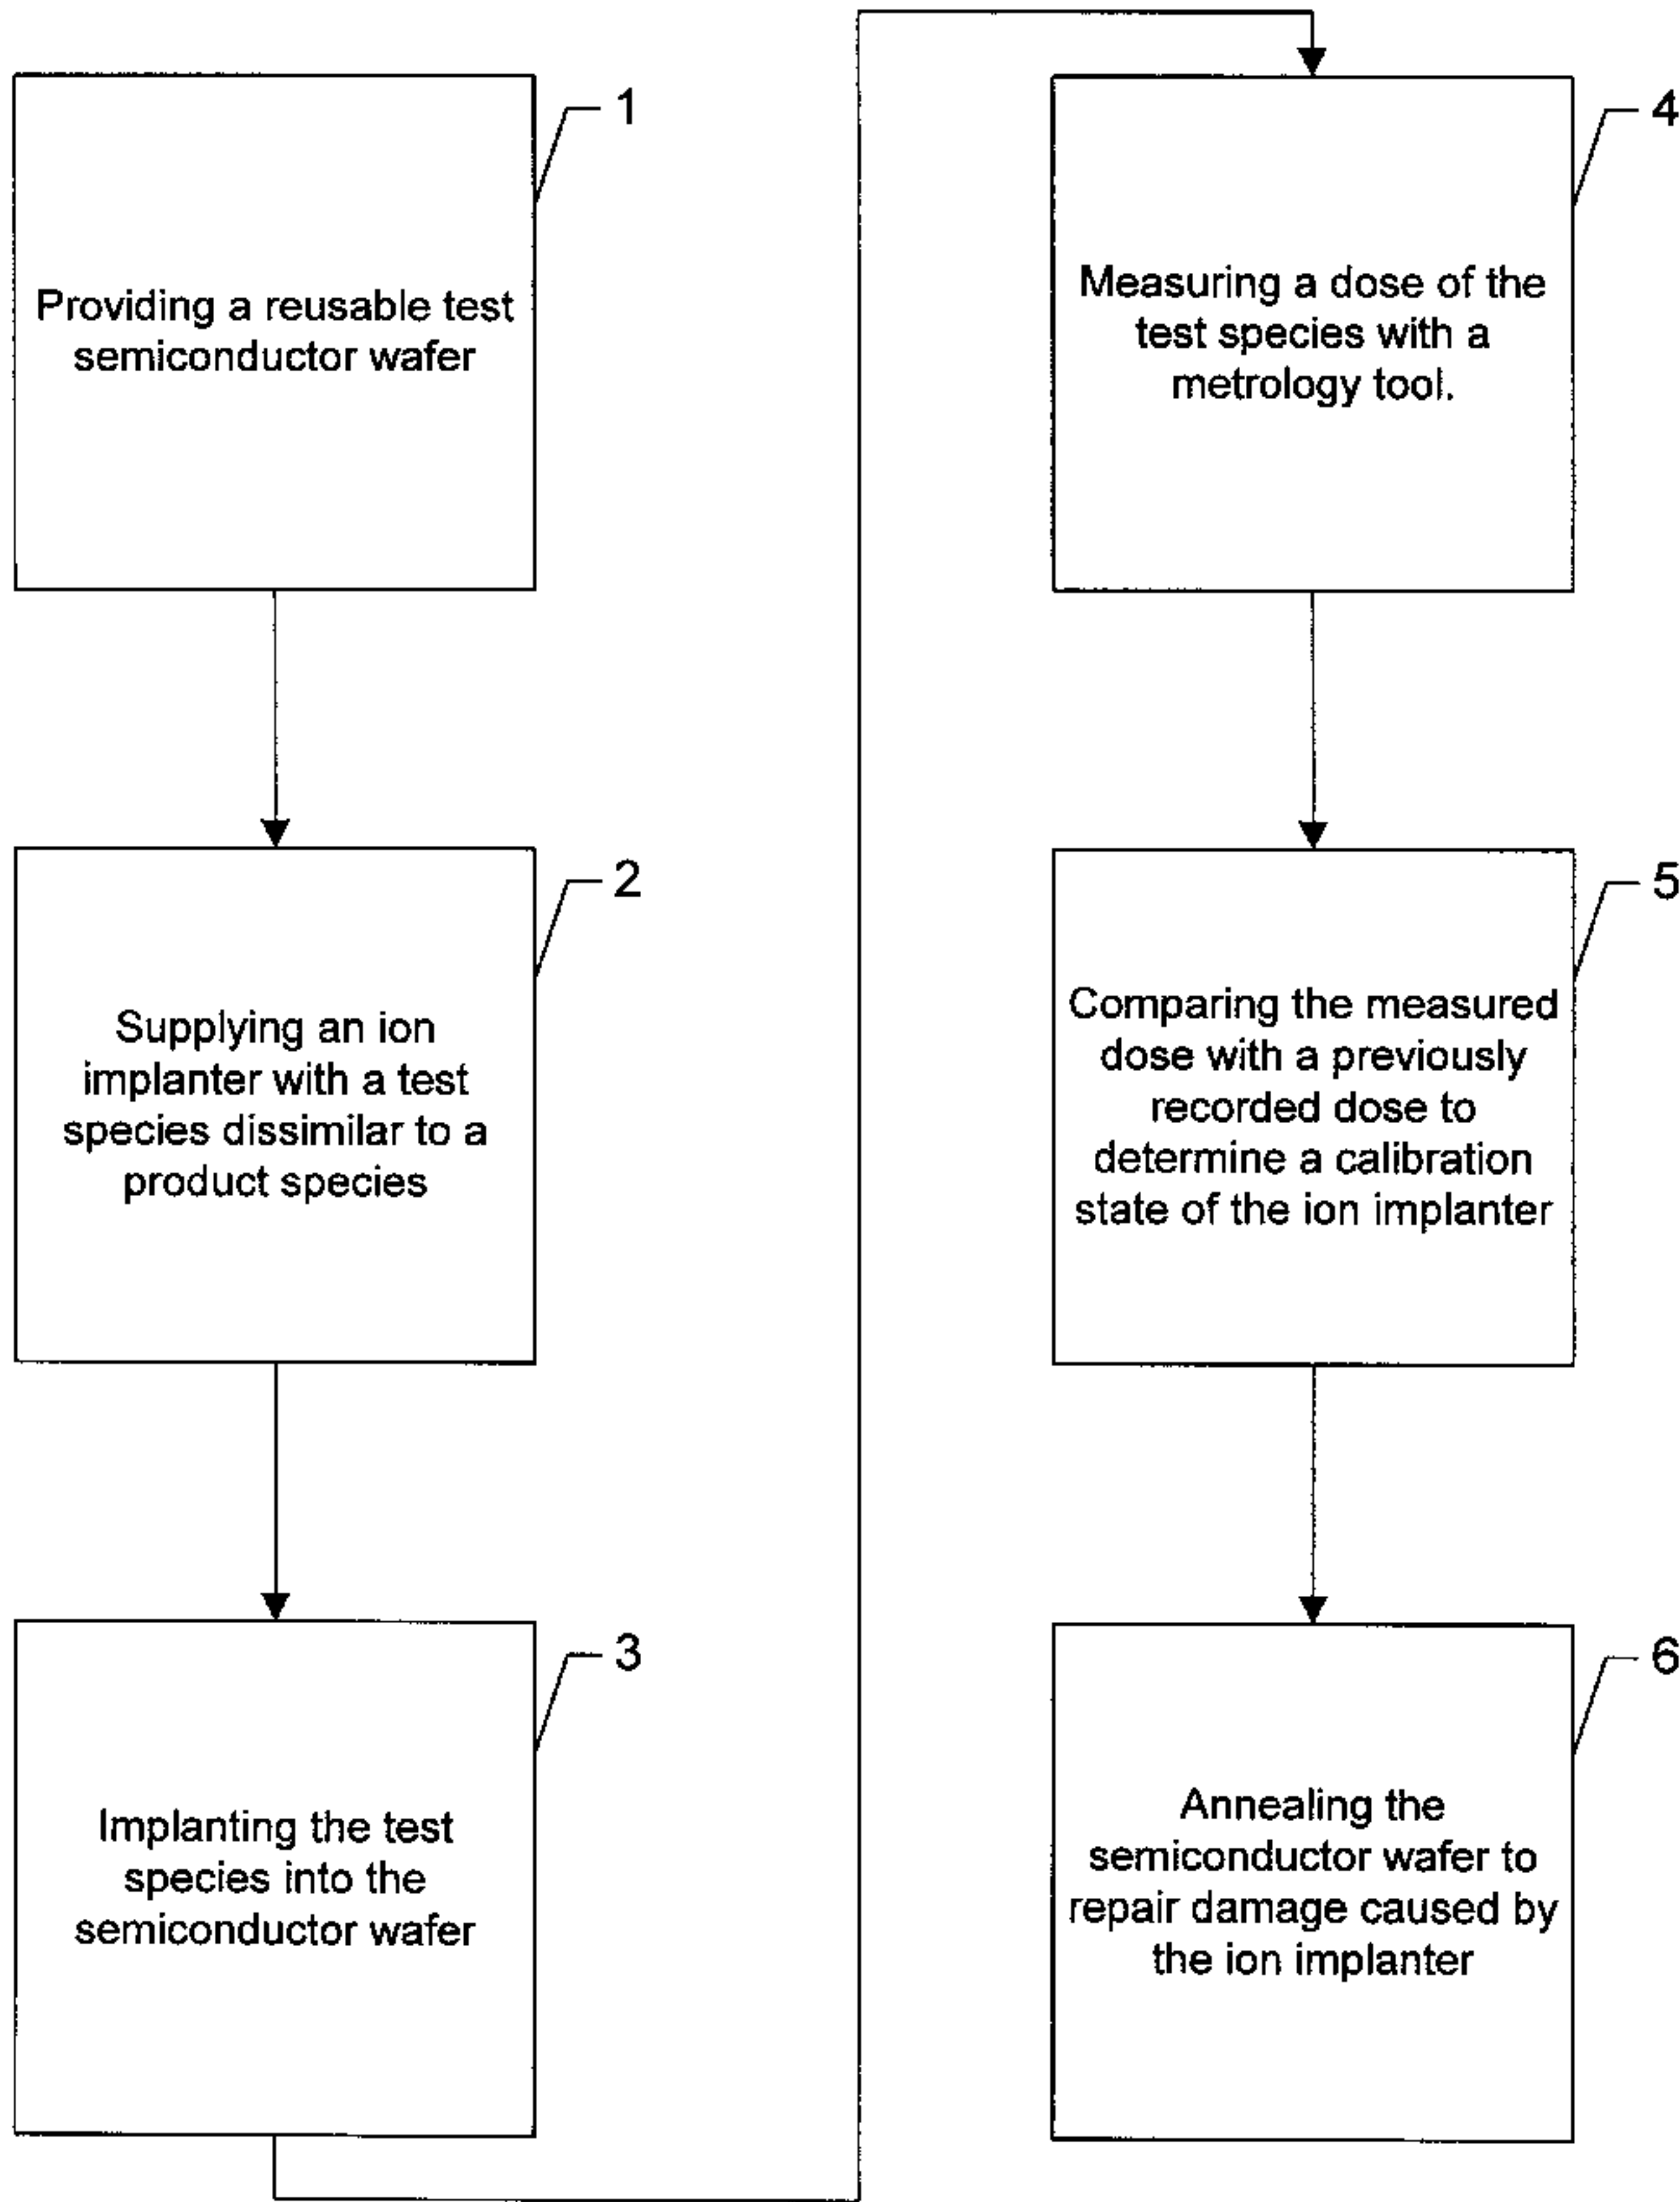 1
Providing a reusable test
semiconductor wafer
2
Supplying an ion
implanter with a test
species dissimilar to a
product species
3
Implanting the test
species into the
semiconductor wafer
4
Measuring a dose of the
test species with a
metrology tool.
5
Comparing the measured
dose with a previously
recorded dose to
determine a calibration
state of the ion implanter
6
Annealing the
semiconductor wafer to
repair damage caused by
the ion implanter